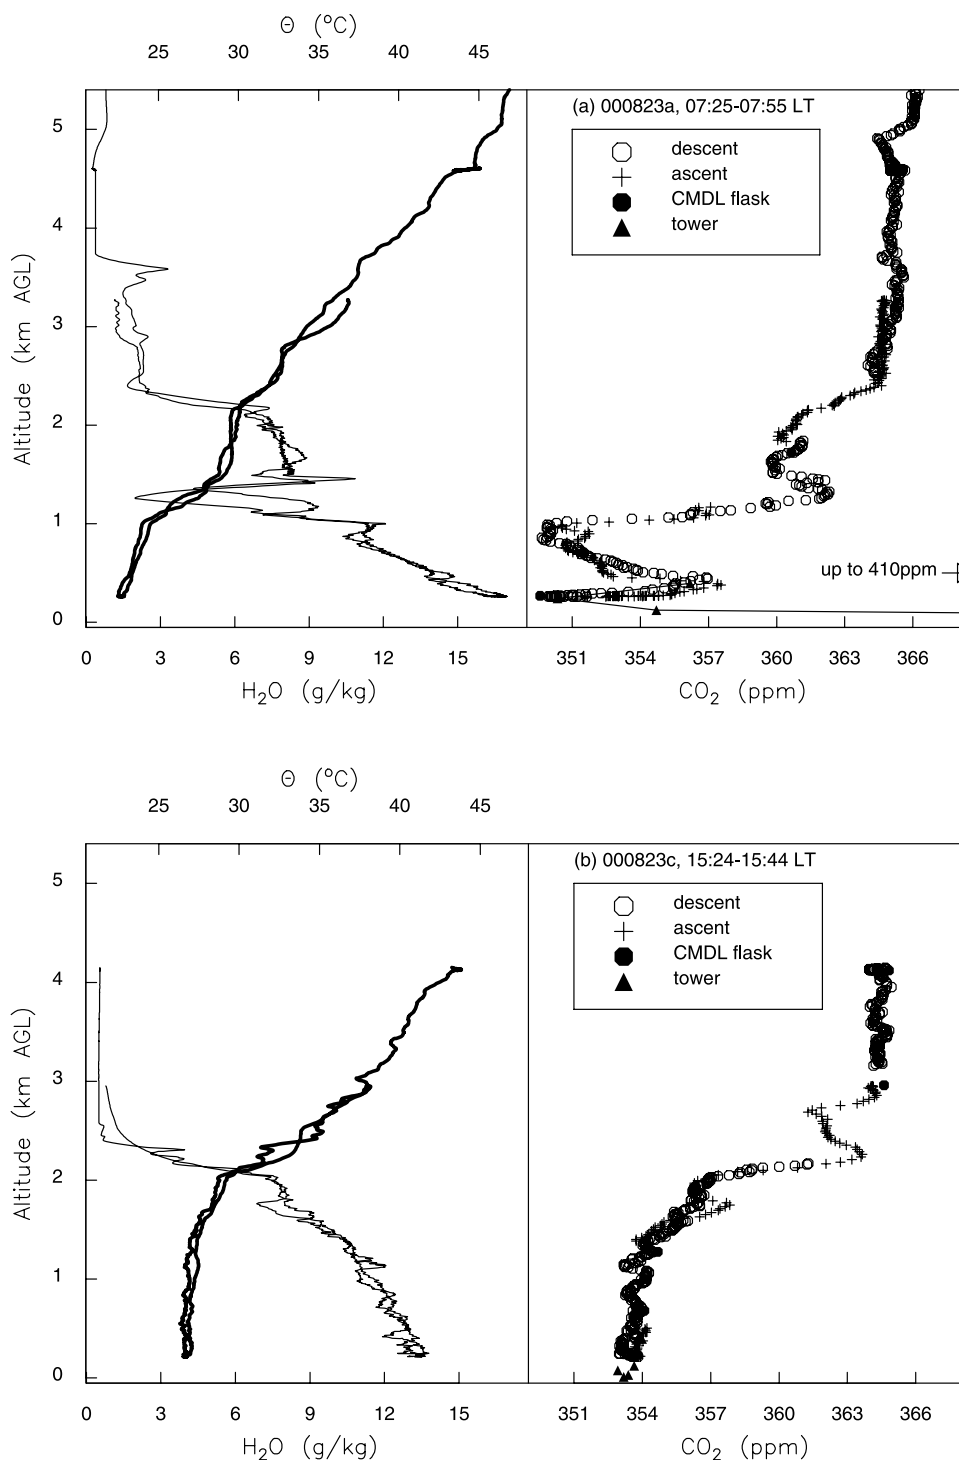 Θ (°C)
25 30 35 40 45
(a) 000823a, 07:25-07:55 LT
descent
ascent
CMDL flask
tower
Altitude (km AGL)
5
4
3
2
1
0
up to 410ppm
0 3 6 9 12 15
351 354 357 360 363 366
H₂O (g/kg)
CO₂ (ppm)
Θ (°C)
25 30 35 40 45
(b) 000823c, 15:24-15:44 LT
descent
ascent
CMDL flask
tower
Altitude (km AGL)
5
4
3
2
1
0
0 3 6 9 12 15
351 354 357 360 363 366
H₂O (g/kg)
CO₂ (ppm)